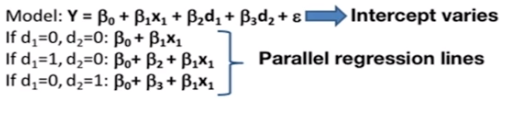 Model: Y = β₀ + β₁x₁ + β₂d₁ + β₃d₂ + ε Intercept varies
If d₁=0, d₂=0: β₀ + β₁x₁
If d₁=1, d₂=0: β₀+ β₂ + β₁x₁ Parallel regression lines
If d₁=0, d₂=1: β₀+ β₃ + β₁x₁